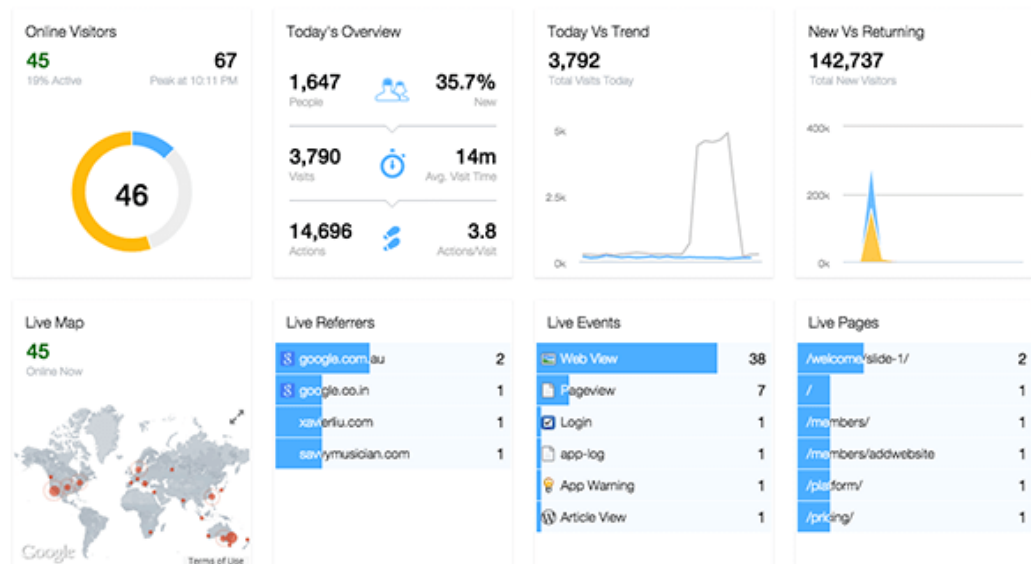 Online Visitors
45 67
19% Active Peak at 10:11 PM
46
Today's Overview
1,647 35.7%
People New
3,790 14m
Visits Avg. Visit Time
14,696 3.8
Actions Actions/Visit
Today Vs Trend
3,792
Total Visits Today
5k
2.5k
0k
New Vs Returning
142,737
Total New Visitors
400k
200k
0k
Live Map
45
Online Now
Google
Terms of Use
Live Referrers
google.com.au 2
google.co.in 1
xavierliu.com 1
savvymusician.com 1
Live Events
Web View 38
Pageview 7
Login 1
app-log 1
App Warning 1
Article View 1
Live Pages
/welcome/slide-1/ 2
/ 1
/members/ 1
/members/addwebsite 1
/platform/ 1
/pricing/ 1